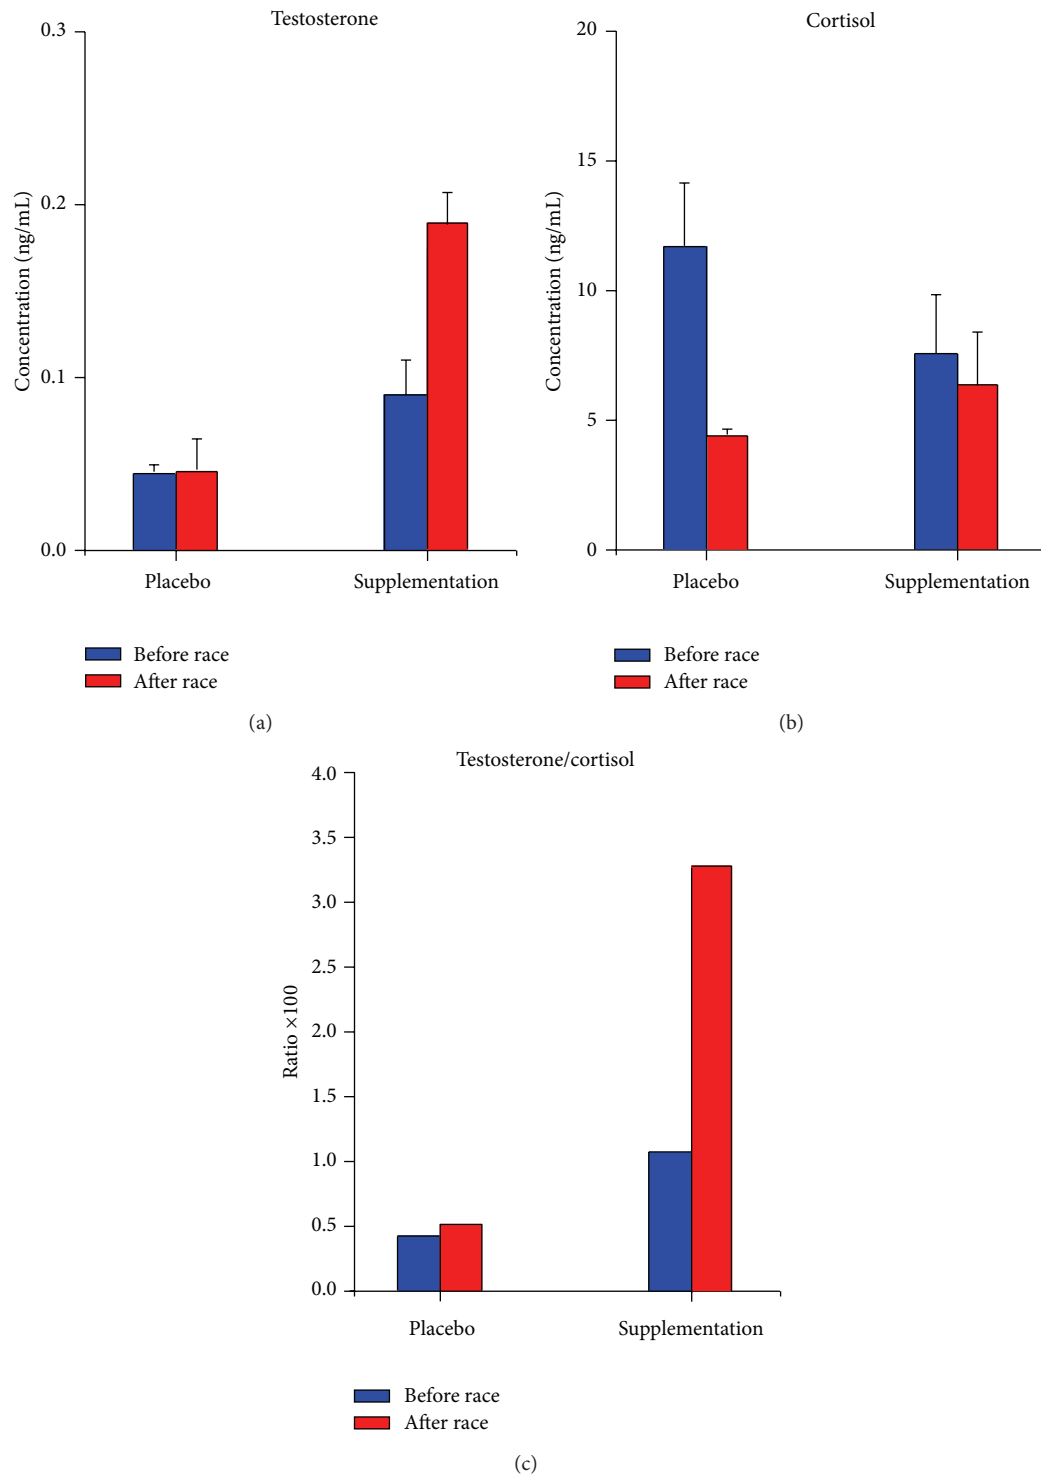 Testosterone
0.3
0.2
0.1
0.0
Concentration (ng/mL)
Placebo
Supplementation
Before race
After race
(a)
Cortisol
20
15
10
5
0
Concentration (ng/mL)
Placebo
Supplementation
Before race
After race
(b)
Testosterone/cortisol
4.0
3.5
3.0
2.5
2.0
1.5
1.0
0.5
0.0
Ratio ×100
Placebo
Supplementation
Before race
After race
(c)